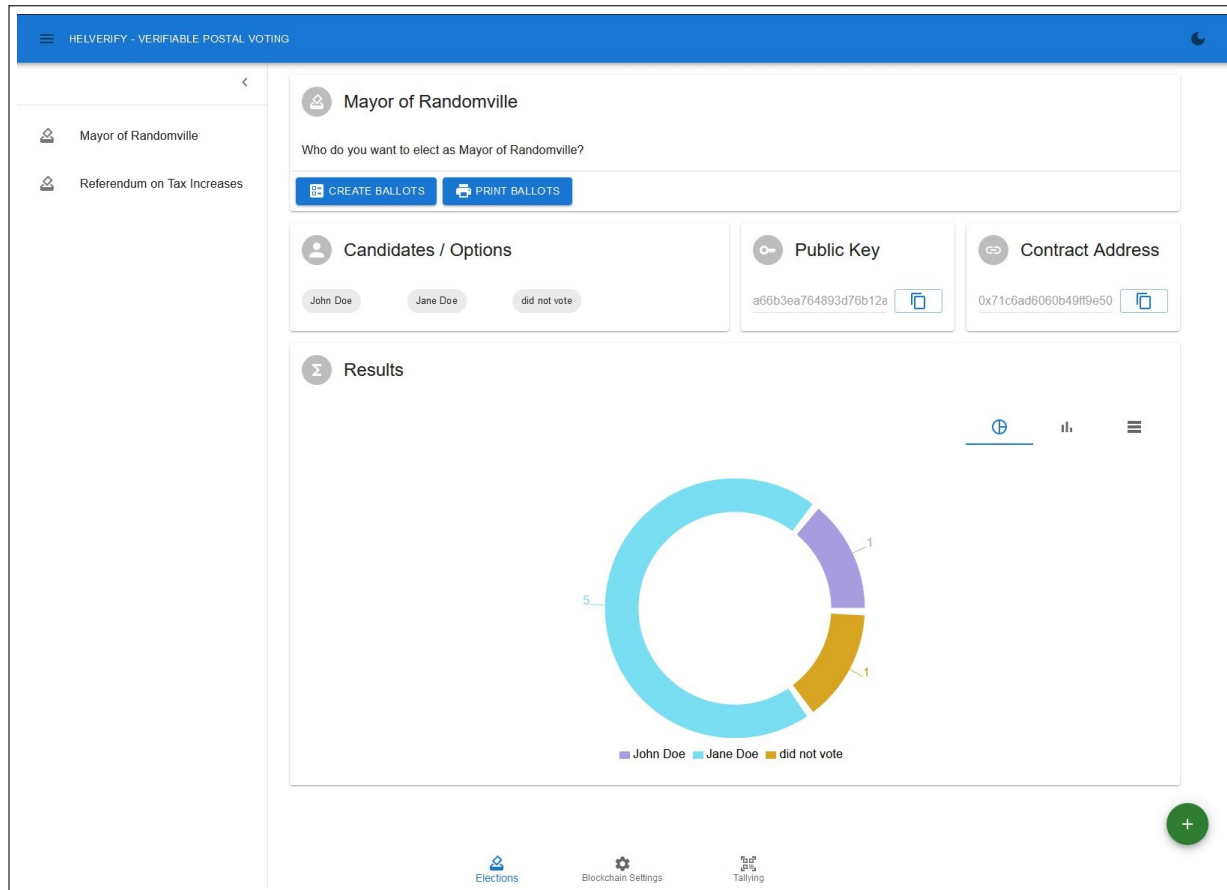 HELVERIFY - VERIFIABLE POSTAL VOTING
Mayor of Randomville
Referendum on Tax Increases
Mayor of Randomville
Who do you want to elect as Mayor of Randomville?
CREATE BALLOTS PRINT BALLOTS
Candidates / Options
John Doe Jane Doe did not vote
Public Key
a66b3ea764893d76b12a
Contract Address
0x71c6ad6060b49ff9e50
Σ Results
1
5
1
John Doe Jane Doe did not vote
+
Elections Blockchain Settings Tallying